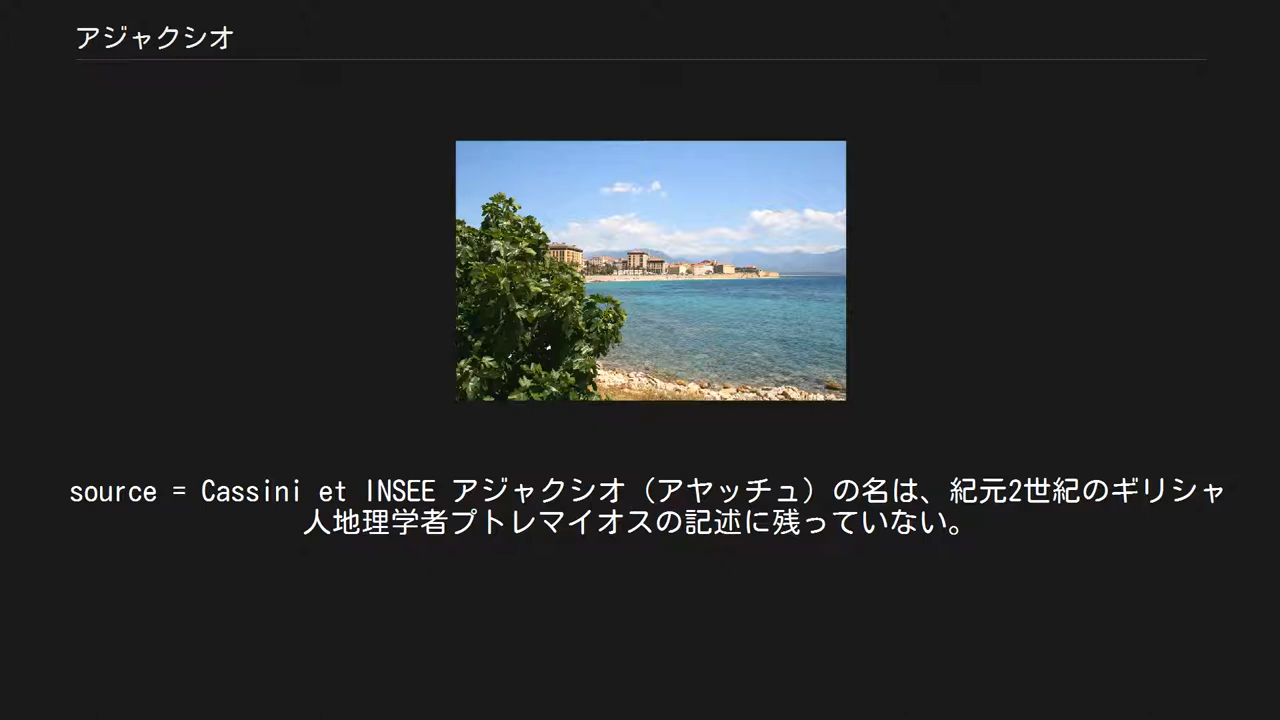 アジャクシオ
source = Cassini et INSEE アジャクシオ（アヤッチュ）の名は、紀元2世紀のギリシャ
人地理学者プトレマイオスの記述に残っていない。